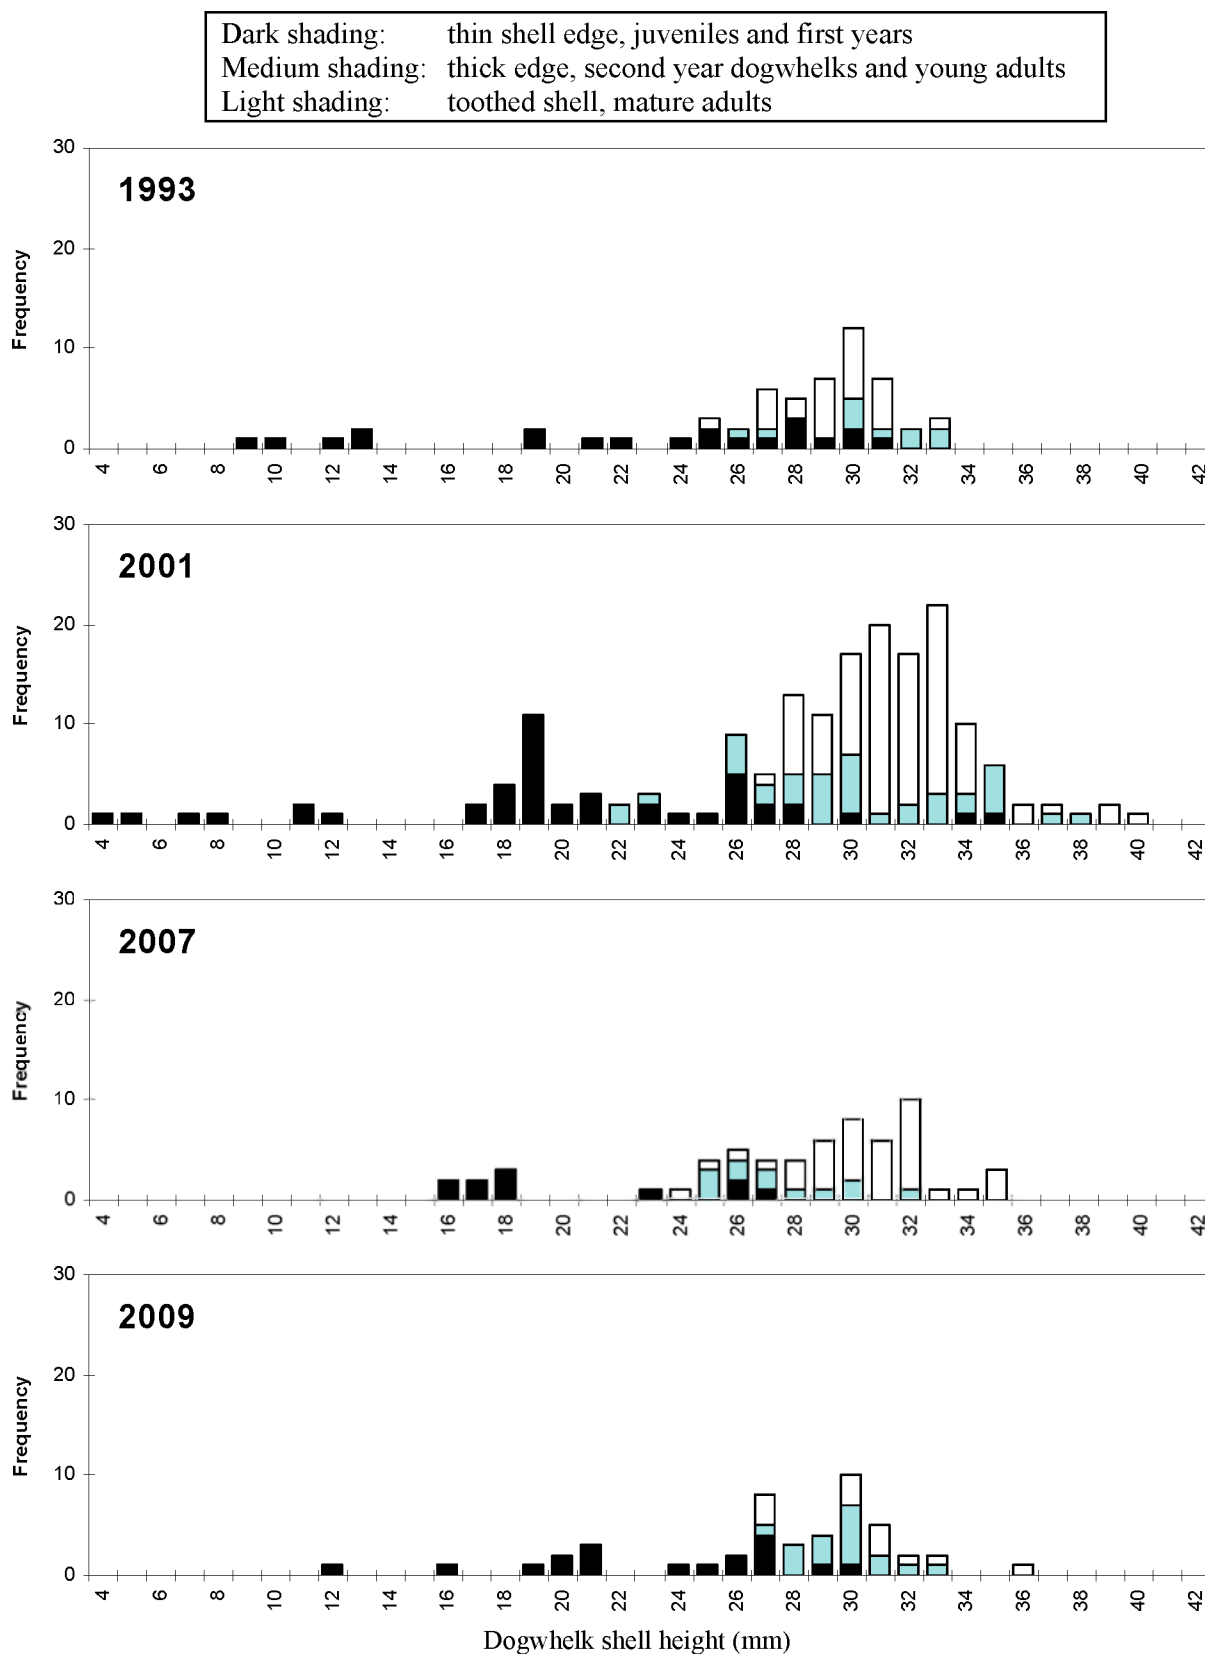 Dark shading: thin shell edge, juveniles and first years
Medium shading: thick edge, second year dogwhelks and young adults
Light shading: toothed shell, mature adults
30
1993
20
Frequency
10
0
4 6 8 10 12 14 16 18 20 22 24 26 28 30 32 34 36 38 40 42
30
2001
20
Frequency
10
0
4 6 8 10 12 14 16 18 20 22 24 26 28 30 32 34 36 38 40 42
30
2007
20
Frequency
10
0
4 6 8 10 12 14 16 18 20 22 24 26 28 30 32 34 36 38 40 42
30
2009
20
Frequency
10
0
4 6 8 10 12 14 16 18 20 22 24 26 28 30 32 34 36 38 40 42
Dogwhelk shell height (mm)